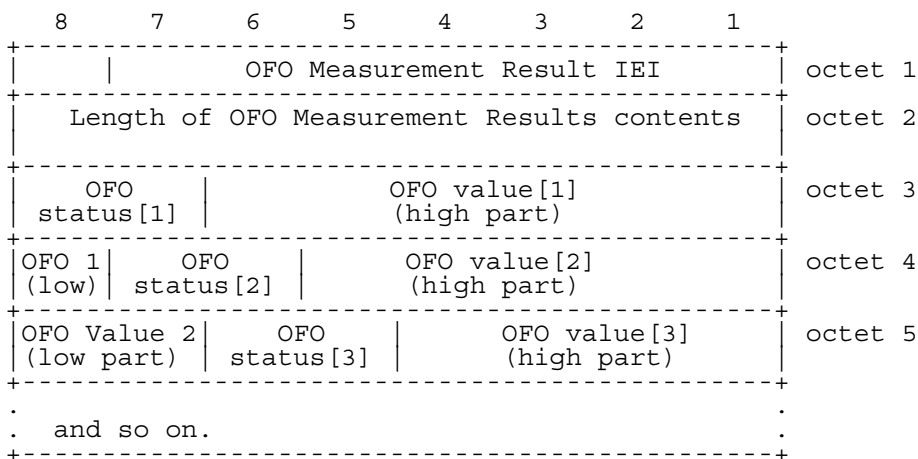 8 7 6 5 4 3 2 1
OFO Measurement Result IEI octet 1
Length of OFO Measurement Results contents octet 2
OFO OFO value[1] octet 3
status[1] (high part)
OFO 1 OFO OFO value[2] octet 4
(low) status[2] (high part)
OFO Value 2 OFO OFO value[3] octet 5
(low part) status[3] (high part)
. .
. and so on. .